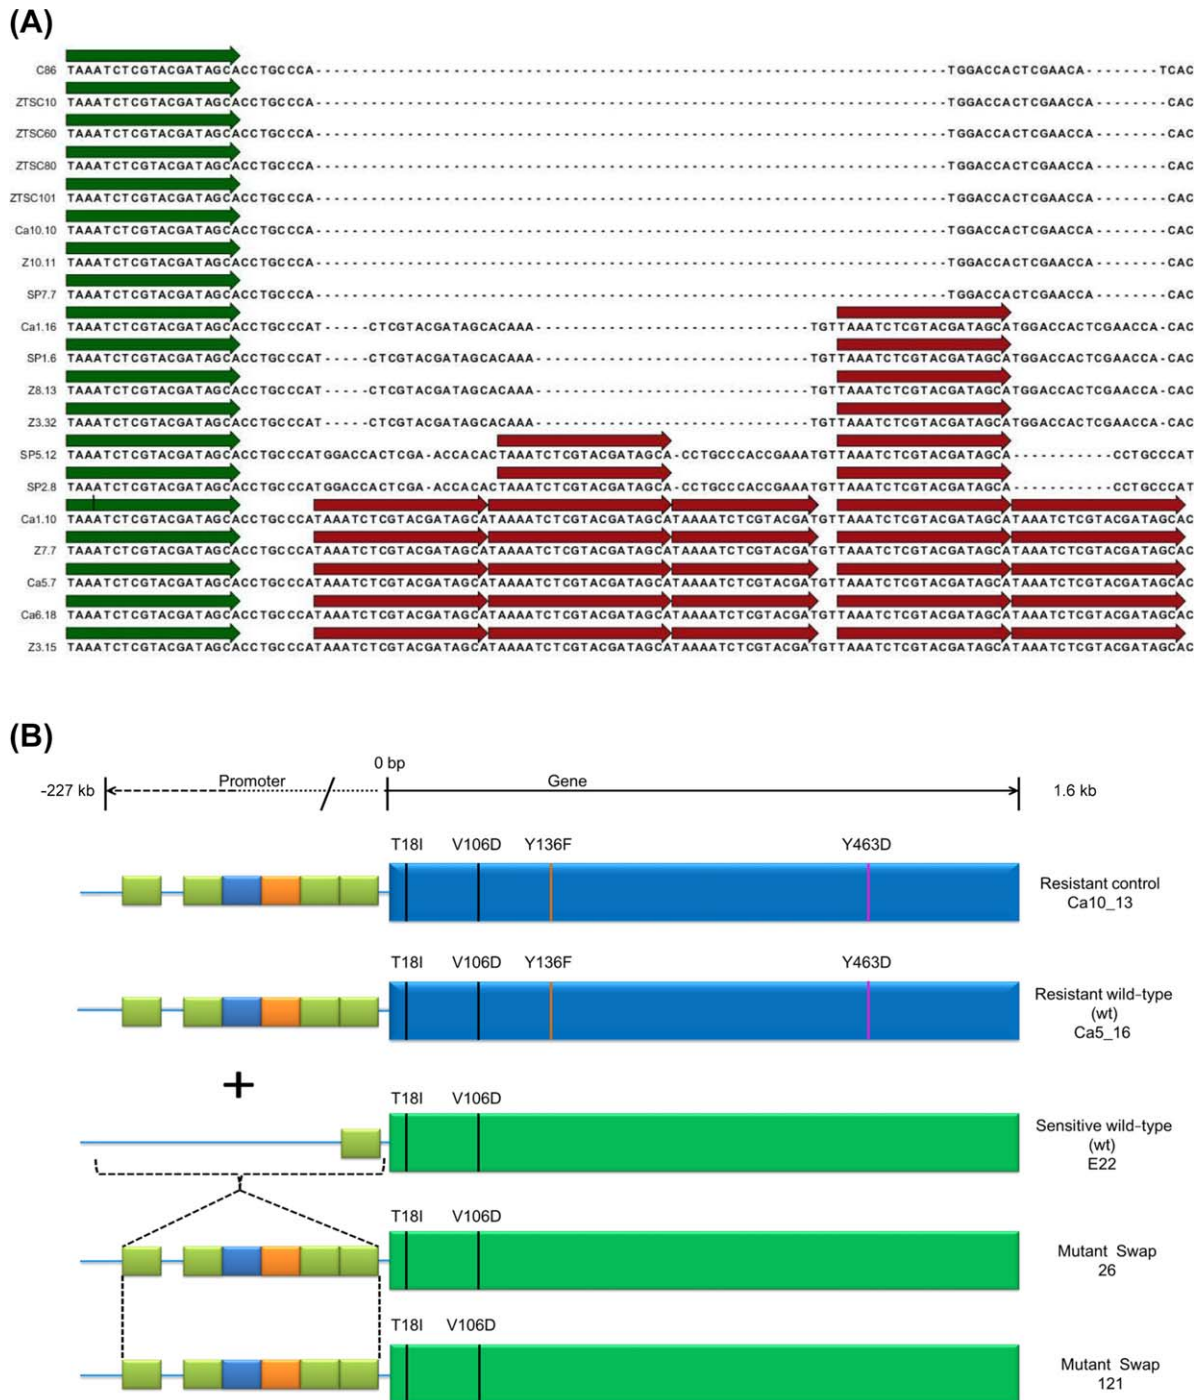 (A)
C86 TAAATCTCGTACGATAGCACCTGCCCA---------------------------------------------------------------------TGGACCACTCGAACA--------TCAC
ZTSC10 TAAATCTCGTACGATAGCACCTGCCCA---------------------------------------------------------------------TGGACCACTCGAACCA--------CAC
ZTSC60 TAAATCTCGTACGATAGCACCTGCCCA---------------------------------------------------------------------TGGACCACTCGAACCA--------CAC
ZTSC80 TAAATCTCGTACGATAGCACCTGCCCA---------------------------------------------------------------------TGGACCACTCGAACCA--------CAC
ZTSC101 TAAATCTCGTACGATAGCACCTGCCCA---------------------------------------------------------------------TGGACCACTCGAACCA--------CAC
Ca10.10 TAAATCTCGTACGATAGCACCTGCCCA---------------------------------------------------------------------TGGACCACTCGAACCA--------CAC
Z10.11 TAAATCTCGTACGATAGCACCTGCCCA---------------------------------------------------------------------TGGACCACTCGAACCA--------CAC
SP7.7 TAAATCTCGTACGATAGCACCTGCCCA---------------------------------------------------------------------TGGACCACTCGAACCA--------CAC
Ca1.16 TAAATCTCGTACGATAGCACCTGCCCAT-----CTCGTACGATAGCACAAA------------------------------TGTTAAATCTCGTACGATAGCATGGACCACTCGAACCA-CAC
SP1.6 TAAATCTCGTACGATAGCACCTGCCCAT-----CTCGTACGATAGCACAAA------------------------------TGTTAAATCTCGTACGATAGCATGGACCACTCGAACCA-CAC
Z8.13 TAAATCTCGTACGATAGCACCTGCCCAT-----CTCGTACGATAGCACAAA------------------------------TGTTAAATCTCGTACGATAGCATGGACCACTCGAACCA-CAC
Z3.32 TAAATCTCGTACGATAGCACCTGCCCAT-----CTCGTACGATAGCACAAA------------------------------TGTTAAATCTCGTACGATAGCATGGACCACTCGAACCA-CAC
SP5.12 TAAATCTCGTACGATAGCACCTGCCCATGGACCACTCGA-ACCACACTAAATCTCGTACGATAGCA-CCTGCCCACCGAAATGTTAAATCTCGTACGATAGCA-----------CCTGCCCAT
SP2.8 TAAATCTCGTACGATAGCACCTGCCCATGGACCACTCGA-ACCACACTAAATCTCGTACGATAGCA-CCTGCCCACCGAAATGTTAAATCTCGTACGATAGCA-----------CCTGCCCAT
Ca1.10 TAAATCTCGTACGATAGCACCTGCCCATAAATCTCGTACGATAGCATAAAATCTCGTACGATAGCATAAAATCTCGTACGATGTTAAATCTCGTACGATAGCATAAATCTCGTACGATAGCAC
Z7.7 TAAATCTCGTACGATAGCACCTGCCCATAAATCTCGTACGATAGCATAAAATCTCGTACGATAGCATAAAATCTCGTACGATGTTAAATCTCGTACGATAGCATAAATCTCGTACGATAGCAC
Ca5.7 TAAATCTCGTACGATAGCACCTGCCCATAAATCTCGTACGATAGCATAAAATCTCGTACGATAGCATAAAATCTCGTACGATGTTAAATCTCGTACGATAGCATAAATCTCGTACGATAGCAC
Ca6.18 TAAATCTCGTACGATAGCACCTGCCCATAAATCTCGTACGATAGCATAAAATCTCGTACGATAGCATAAAATCTCGTACGATGTTAAATCTCGTACGATAGCATAAATCTCGTACGATAGCAC
Z3.15 TAAATCTCGTACGATAGCACCTGCCCATAAATCTCGTACGATAGCATAAAATCTCGTACGATAGCATAAAATCTCGTACGATGTTAAATCTCGTACGATAGCATAAATCTCGTACGATAGCAC
(B)
0 bp
-227 kb Promoter Gene 1.6 kb
T18I V106D Y136F Y463D
Resistant control
Ca10_13
T18I V106D Y136F Y463D
Resistant wild-type
(wt)
Ca5_16
+
T18I V106D
Sensitive wild-type
(wt)
E22
T18I V106D
Mutant Swap
26
T18I V106D
Mutant Swap
121